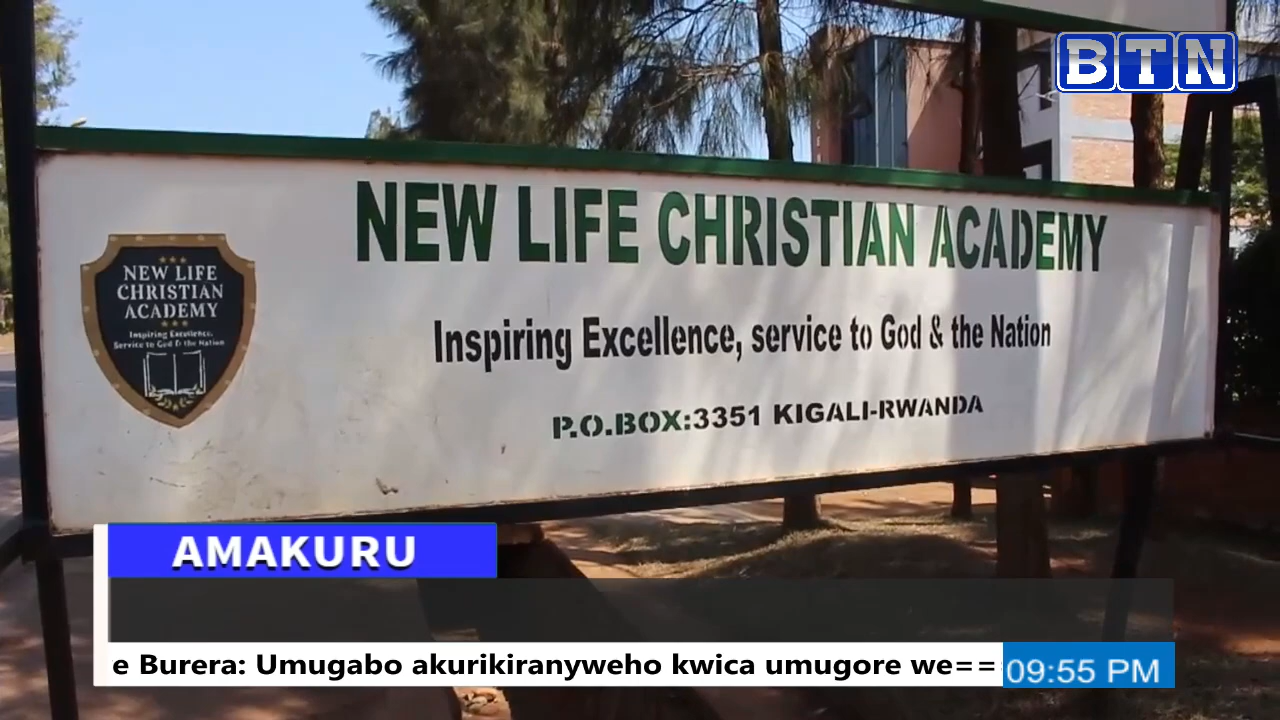 BTN
NEW LIFE CHRISTIAN ACADEMY
NEW LIFE
CHRISTIAN
ACADEMY
Inspiring Excellence,
Service to God & the Nation
Inspiring Excellence, service to God & the Nation
P.O.BOX:3351 KIGALI-RWANDA
AMAKURU
e Burera: Umugabo akurikiranyweho kwica umugore we==
09:55 PM